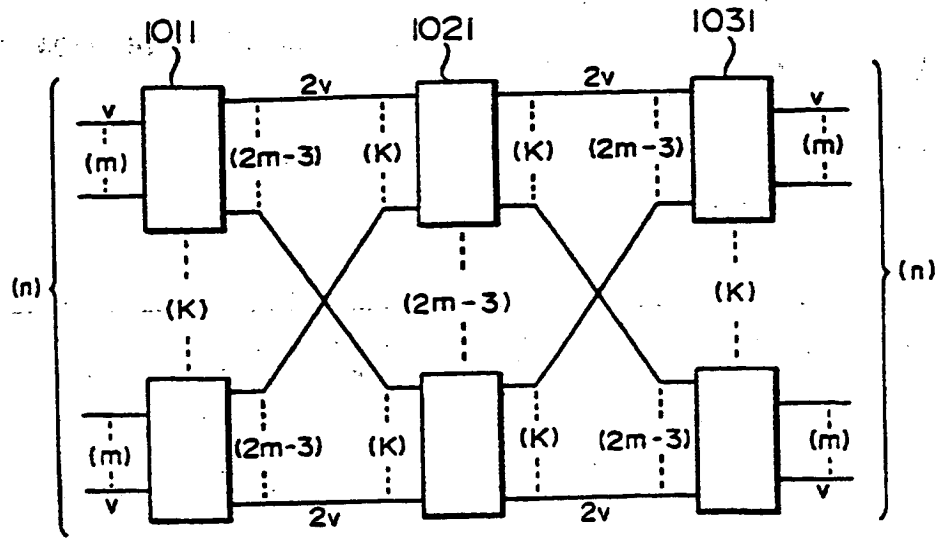 1011 1021 1031
v 2v 2v v
(m) (2m-3) (K) (K) (2m-3) (m)
(n) (K) (2m-3) (K) (n)
(m) (2m-3) (K) (K) (2m-3) (m)
v 2v 2v v